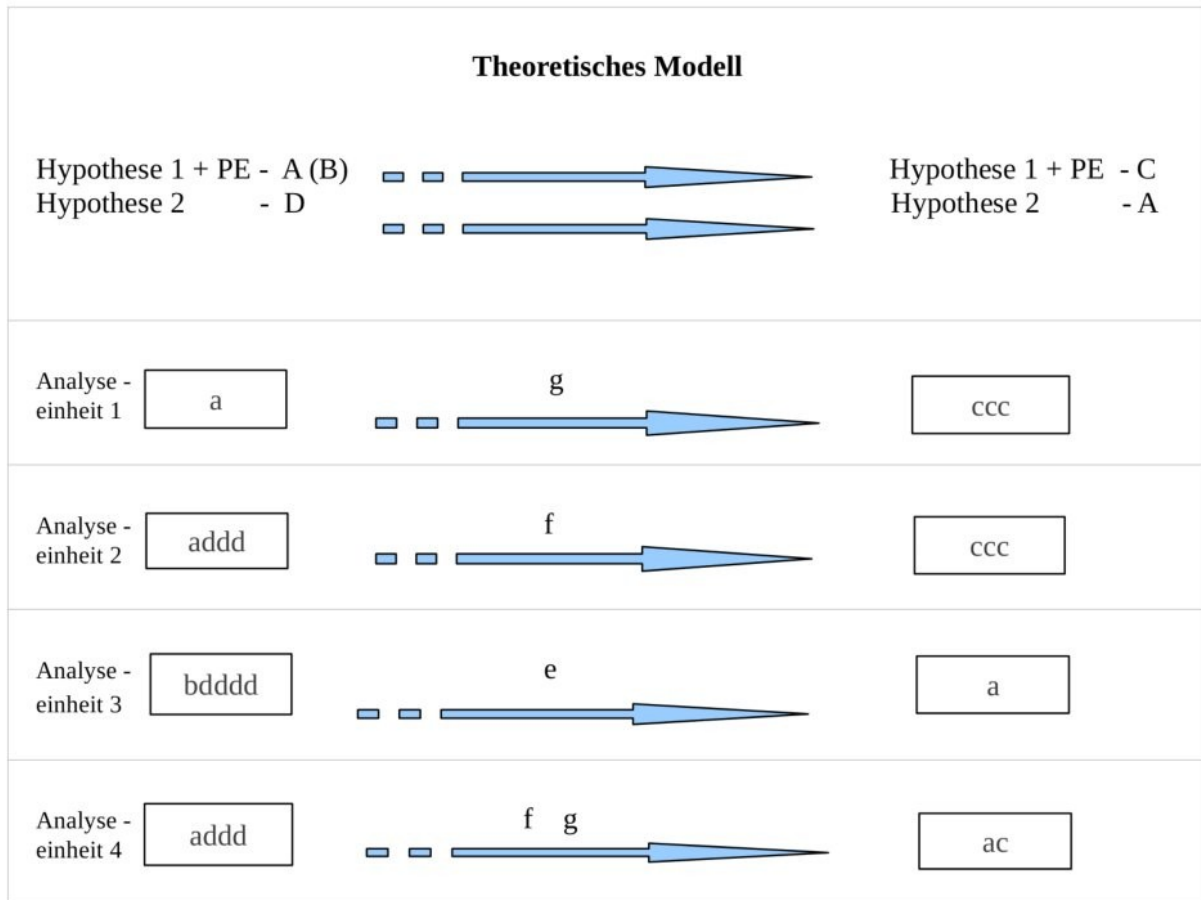 Theoretisches Modell
Hypothese 1 + PE - A (B)
Hypothese 2 - D
Hypothese 1 + PE - C
Hypothese 2 - A
Analyse -
einheit 1
a
g
ccc
Analyse -
einheit 2
addd
f
ccc
Analyse -
einheit 3
bdddd
e
a
Analyse -
einheit 4
addd
f g
ac